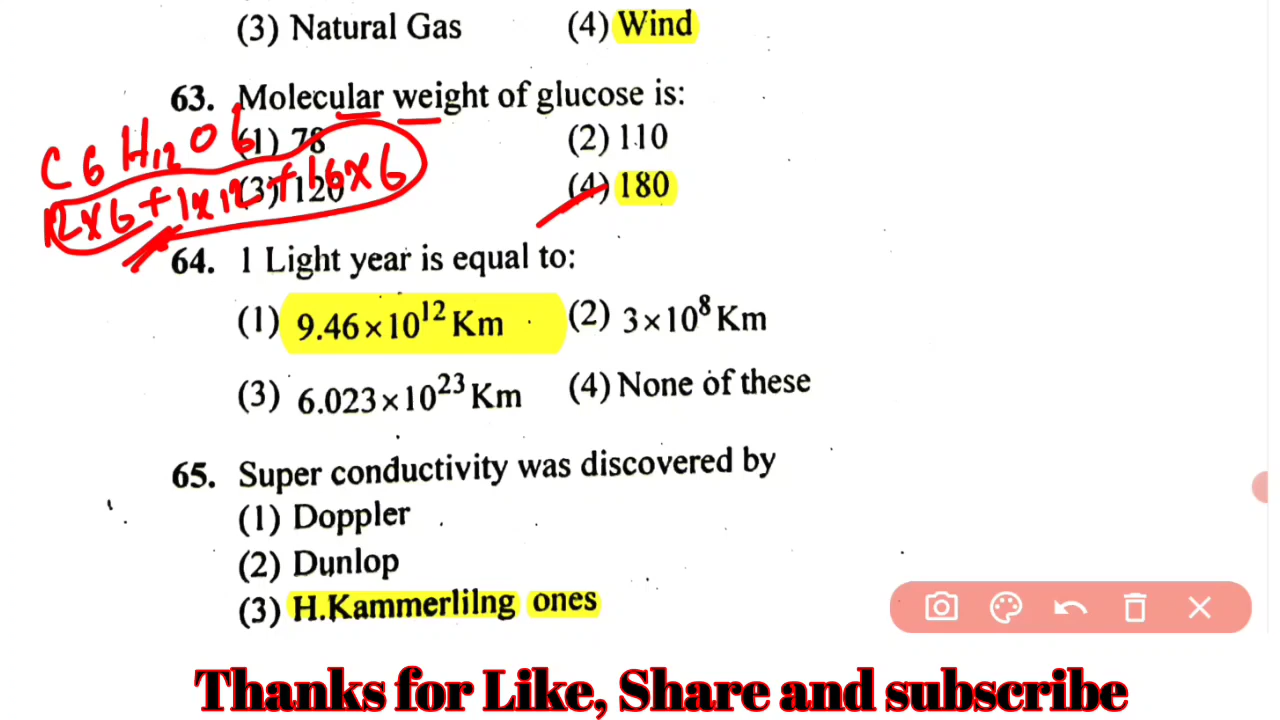 (3) Natural Gas (4) Wind
63. Molecular weight of glucose is:
C6H12O6
(1) 78 (2) 110
12×6+1×12+16×6
(3) 120 (4) 180
64. 1 Light year is equal to:
(1) 9.46×10¹² Km (2) 3×10⁸ Km
(3) 6.023×10²³ Km (4) None of these
65. Super conductivity was discovered by
(1) Doppler
(2) Dunlop
(3) H.Kammerlilng ones
Thanks for Like, Share and subscribe